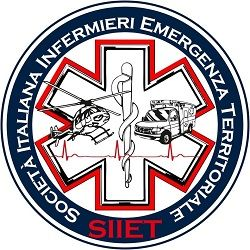 Società Italiana Infermieri Emergenza Territoriale
SIIET